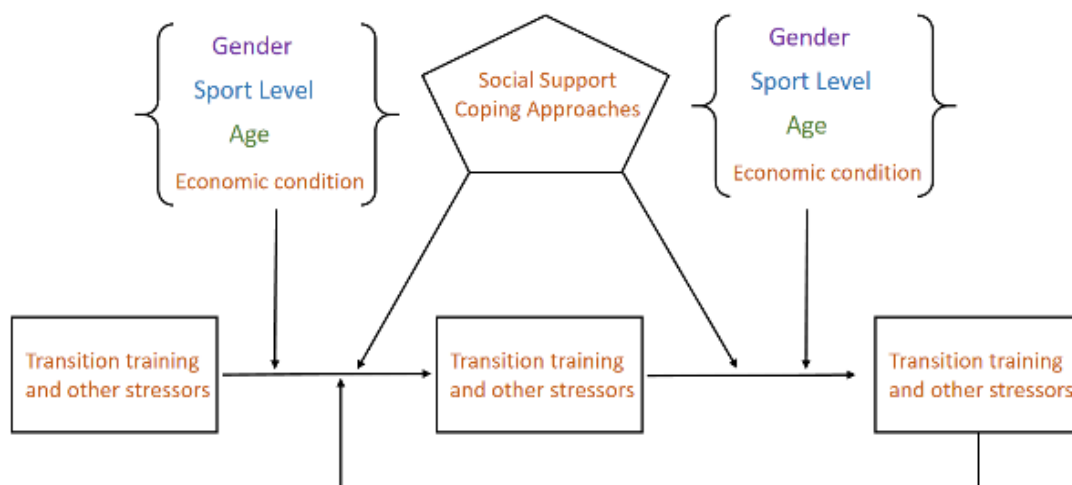 Gender
Sport Level
Age
Economic condition
Social Support
Coping Approaches
Gender
Sport Level
Age
Economic condition
Transition training
and other stressors
Transition training
and other stressors
Transition training
and other stressors